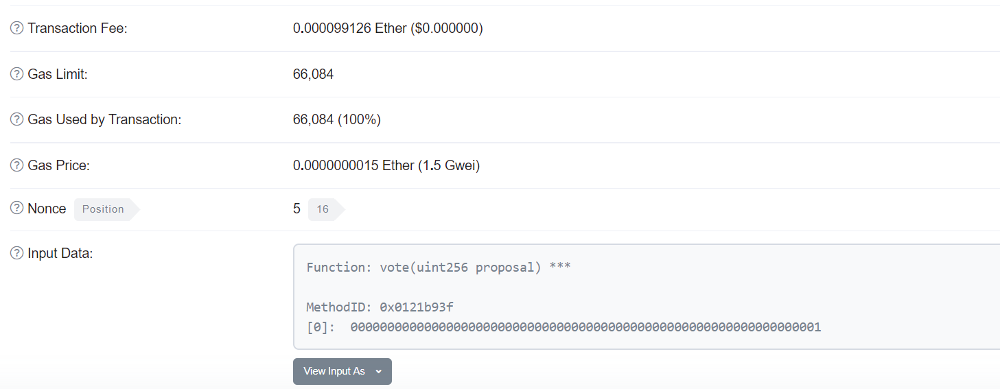 Transaction Fee: 0.000099126 Ether ($0.000000)
Gas Limit: 66,084
Gas Used by Transaction: 66,084 (100%)
Gas Price: 0.0000000015 Ether (1.5 Gwei)
Nonce Position 5 16
Input Data:
Function: vote(uint256 proposal) ***
MethodID: 0x0121b93f
[0]: 0000000000000000000000000000000000000000000000000000000000000001
View Input As